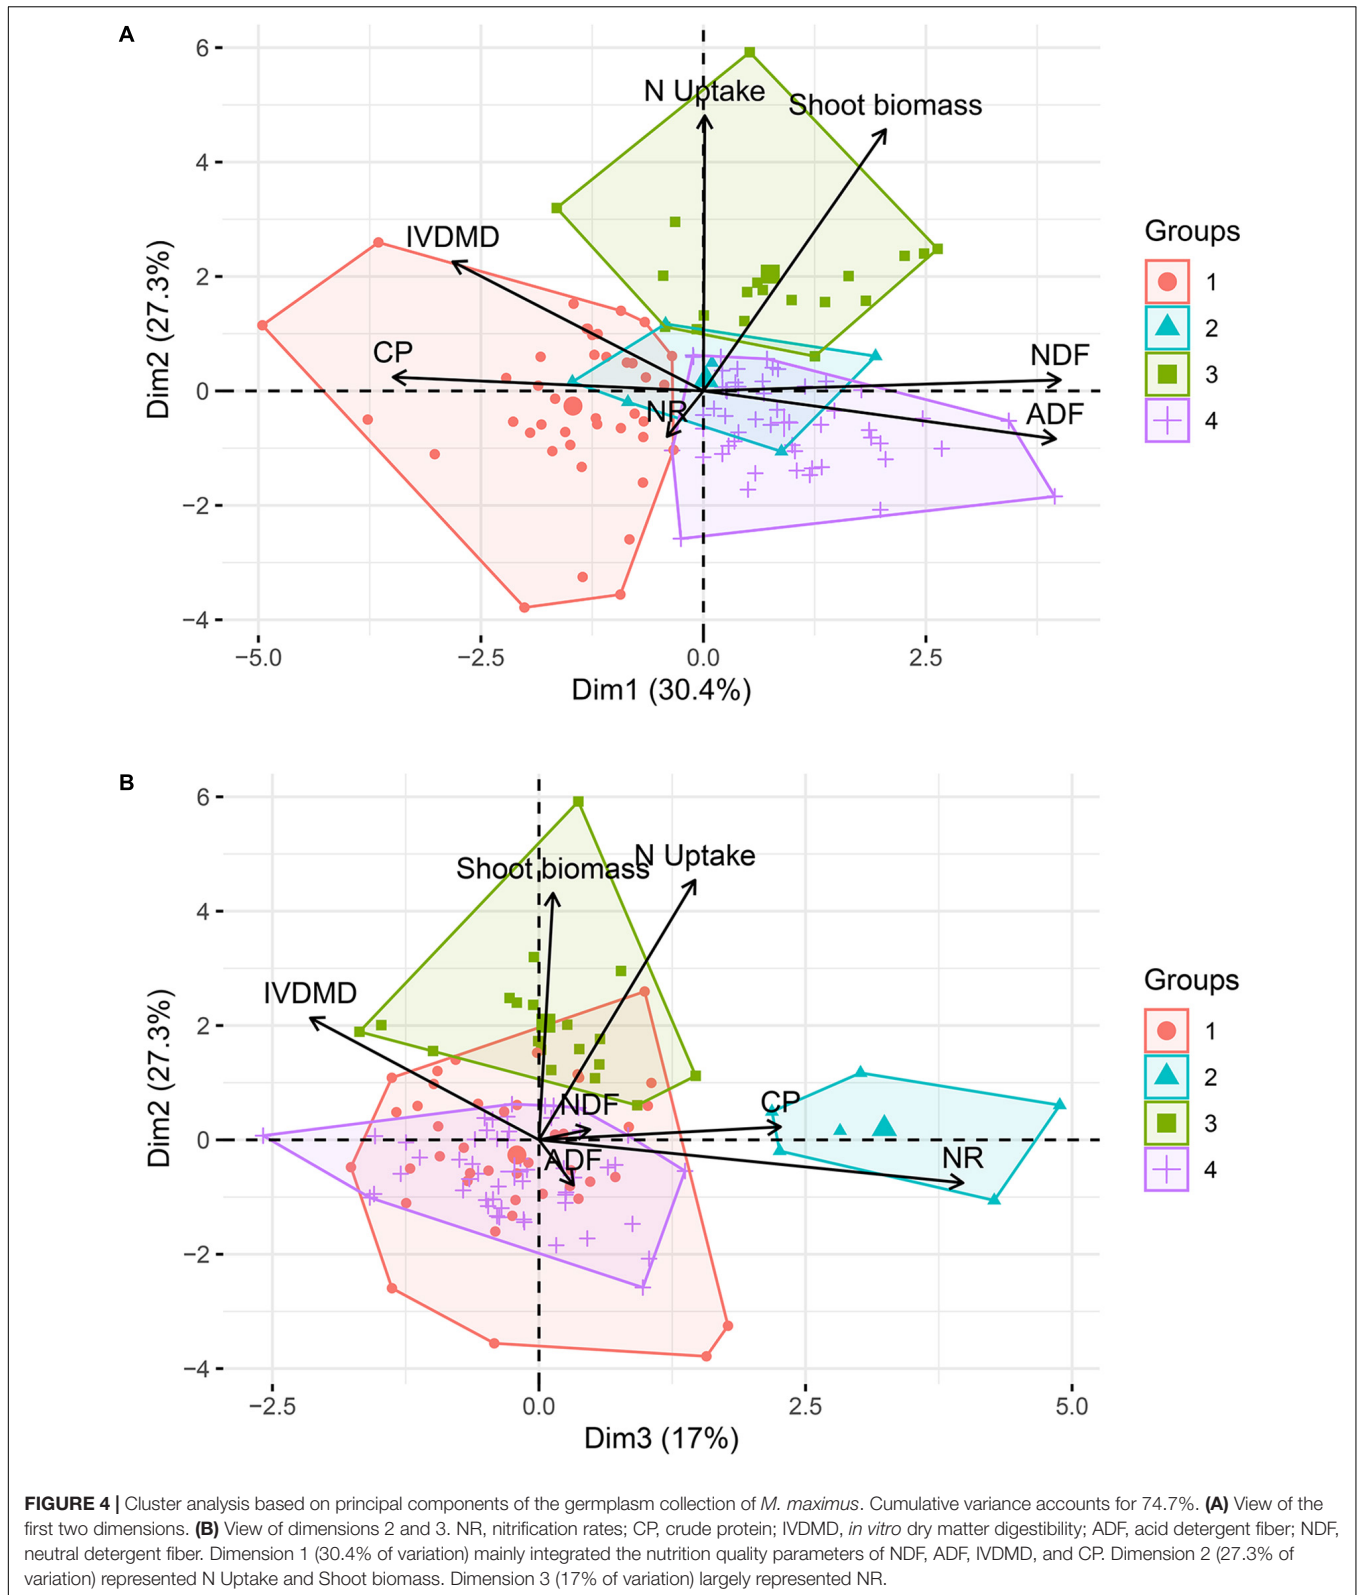 A
6
N Uptake
Shoot biomass
4
IVDMD
Groups
2
1
CP
NDF
2
0
3
NR
ADF
4
−2
−4
−5.0 −2.5 0.0 2.5
Dim1 (30.4%)
Dim2 (27.3%)
B
6
Shoot biomass
N Uptake
4
IVDMD
Groups
2
1
NDF
CP
2
0
3
ADF
NR
4
−2
−4
−2.5 0.0 2.5 5.0
Dim3 (17%)
Dim2 (27.3%)
FIGURE 4 | Cluster analysis based on principal components of the germplasm collection of M. maximus. Cumulative variance accounts for 74.7%. (A) View of the
first two dimensions. (B) View of dimensions 2 and 3. NR, nitrification rates; CP, crude protein; IVDMD, in vitro dry matter digestibility; ADF, acid detergent fiber; NDF,
neutral detergent fiber. Dimension 1 (30.4% of variation) mainly integrated the nutrition quality parameters of NDF, ADF, IVDMD, and CP. Dimension 2 (27.3% of
variation) represented N Uptake and Shoot biomass. Dimension 3 (17% of variation) largely represented NR.